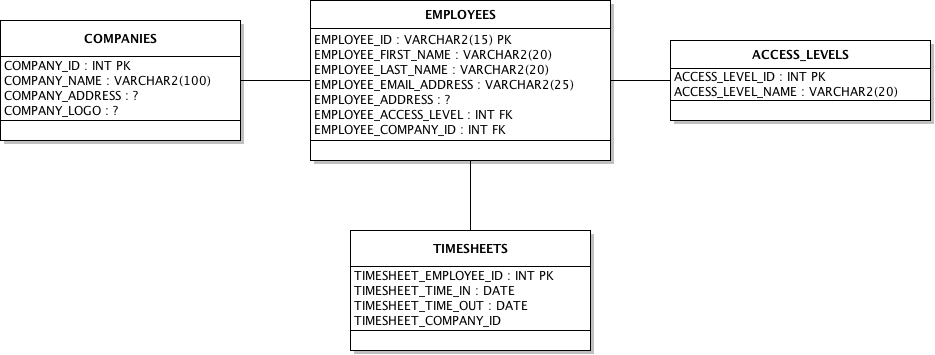 COMPANIES
COMPANY_ID : INT PK
COMPANY_NAME : VARCHAR2(100)
COMPANY_ADDRESS : ?
COMPANY_LOGO : ?
EMPLOYEES
EMPLOYEE_ID : VARCHAR2(15) PK
EMPLOYEE_FIRST_NAME : VARCHAR2(20)
EMPLOYEE_LAST_NAME : VARCHAR2(20)
EMPLOYEE_EMAIL_ADDRESS : VARCHAR2(25)
EMPLOYEE_ADDRESS : ?
EMPLOYEE_ACCESS_LEVEL : INT FK
EMPLOYEE_COMPANY_ID : INT FK
ACCESS_LEVELS
ACCESS_LEVEL_ID : INT PK
ACCESS_LEVEL_NAME : VARCHAR2(20)
TIMESHEETS
TIMESHEET_EMPLOYEE_ID : INT PK
TIMESHEET_TIME_IN : DATE
TIMESHEET_TIME_OUT : DATE
TIMESHEET_COMPANY_ID